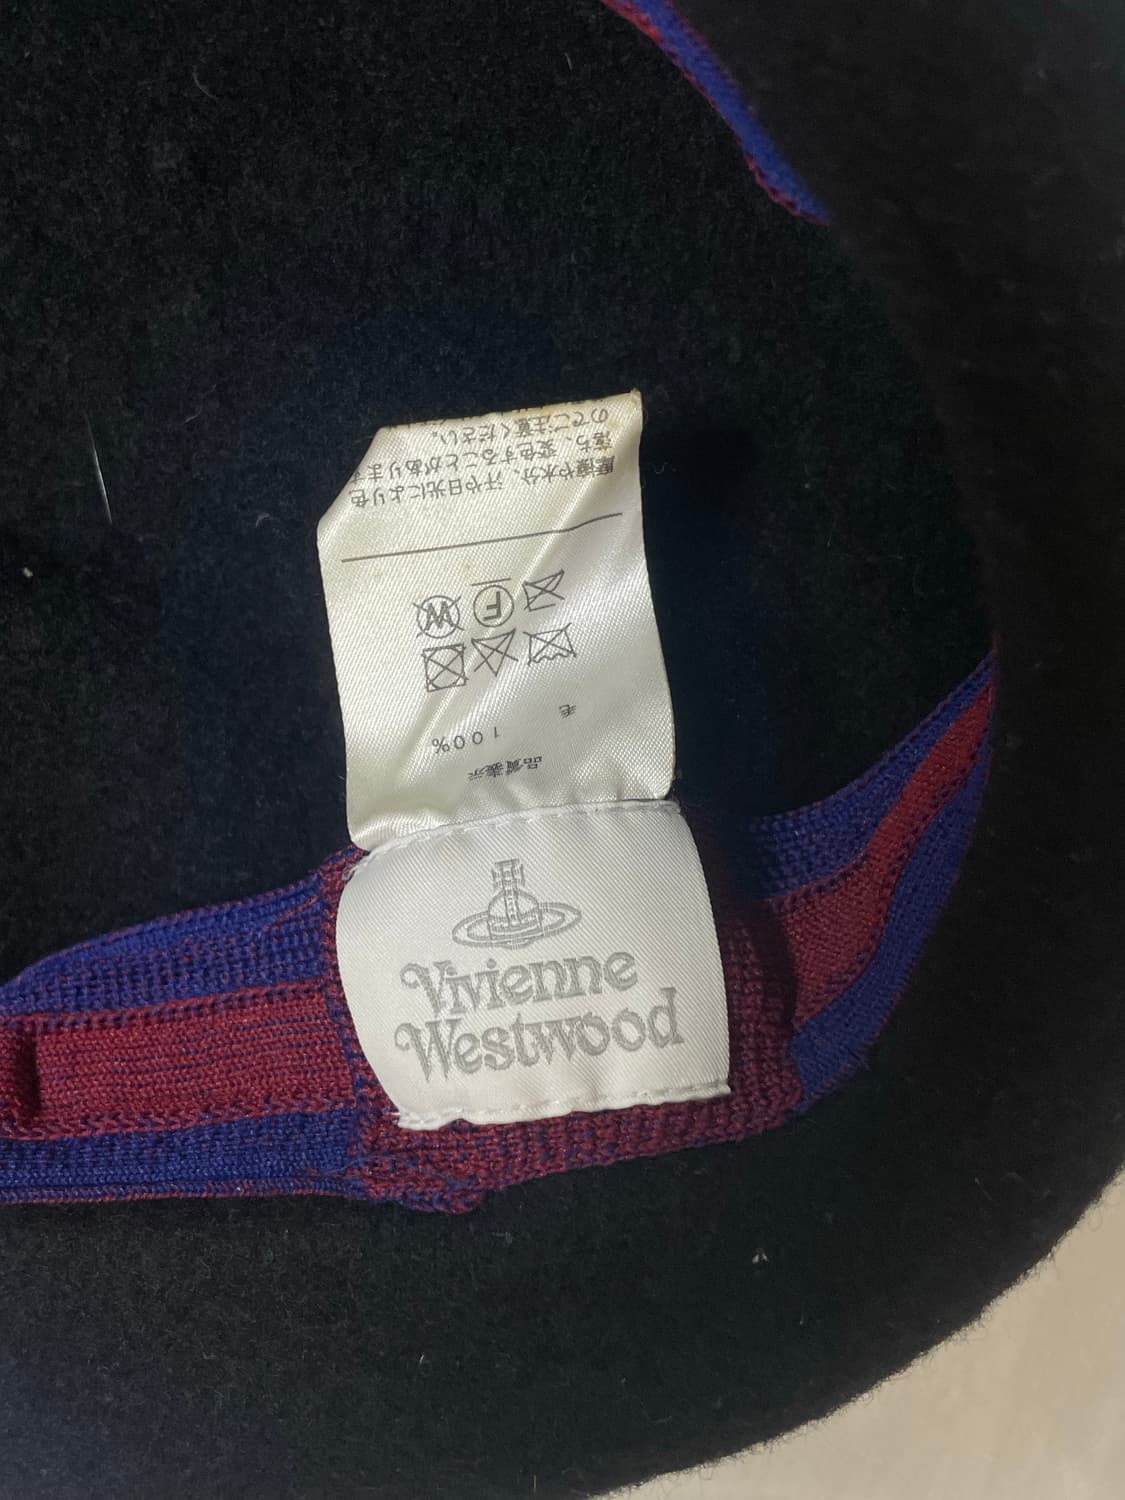 Vivienne
Westwood
品質表示
毛
100%
F
W
摩擦や水分、汗や日光により色
落ち、変色することがあります
のでご注意ください。